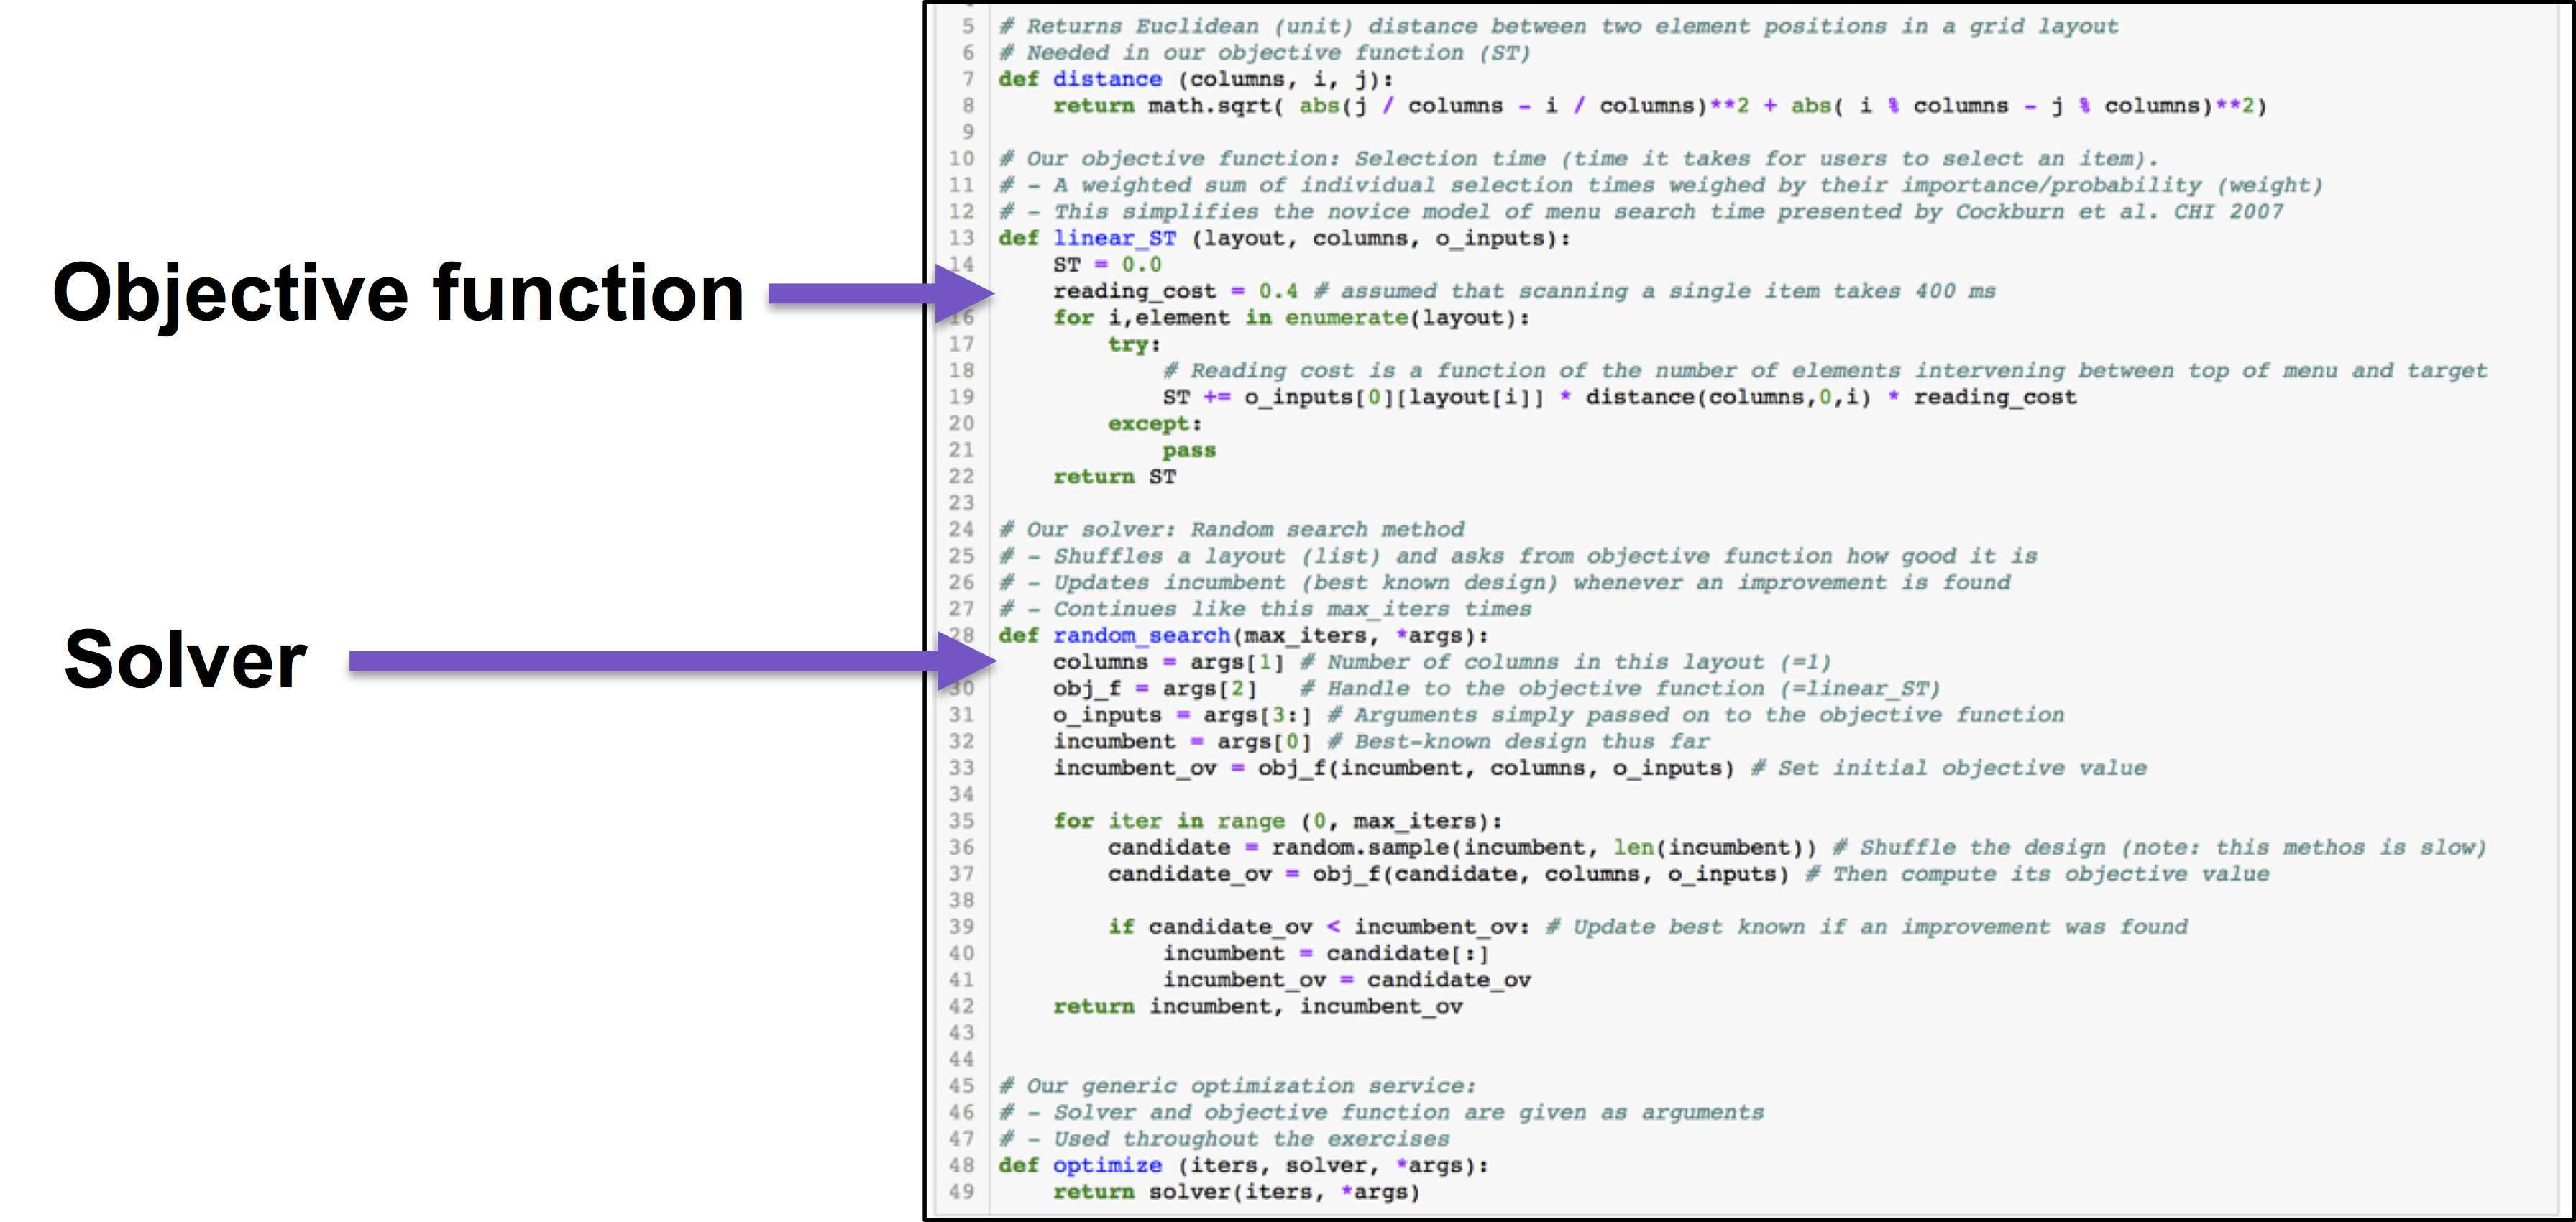 Objective function
Solver
5 # Returns Euclidean (unit) distance between two element positions in a grid layout
6 # Needed in our objective function (ST)
7 def distance (columns, i, j):
8     return math.sqrt( abs(j / columns - i / columns)**2 + abs( i % columns - j % columns)**2)
9
10 # Our objective function: Selection time (time it takes for users to select an item).
11 # - A weighted sum of individual selection times weighed by their importance/probability (weight)
12 # - This simplifies the novice model of menu search time presented by Cockburn et al. CHI 2007
13 def linear_ST (layout, columns, o_inputs):
14     ST = 0.0
    reading_cost = 0.4 # assumed that scanning a single item takes 400 ms
16     for i,element in enumerate(layout):
17         try:
18             # Reading cost is a function of the number of elements intervening between top of menu and target
19             ST += o_inputs[0][layout[i]] * distance(columns,0,i) * reading_cost
20         except:
21             pass
22     return ST
23
24 # Our solver: Random search method
25 # - Shuffles a layout (list) and asks from objective function how good it is
26 # - Updates incumbent (best known design) whenever an improvement is found
27 # - Continues like this max_iters times
28 def random_search(max_iters, *args):
    columns = args[1] # Number of columns in this layout (=1)
30     obj_f = args[2]   # Handle to the objective function (=linear_ST)
31     o_inputs = args[3:] # Arguments simply passed on to the objective function
32     incumbent = args[0] # Best-known design thus far
33     incumbent_ov = obj_f(incumbent, columns, o_inputs) # Set initial objective value
34
35     for iter in range (0, max_iters):
36         candidate = random.sample(incumbent, len(incumbent)) # Shuffle the design (note: this methos is slow)
37         candidate_ov = obj_f(candidate, columns, o_inputs) # Then compute its objective value
38
39         if candidate_ov < incumbent_ov: # Update best known if an improvement was found
40             incumbent = candidate[:]
41             incumbent_ov = candidate_ov
42     return incumbent, incumbent_ov
43
44
45 # Our generic optimization service:
46 # - Solver and objective function are given as arguments
47 # - Used throughout the exercises
48 def optimize (iters, solver, *args):
49     return solver(iters, *args)